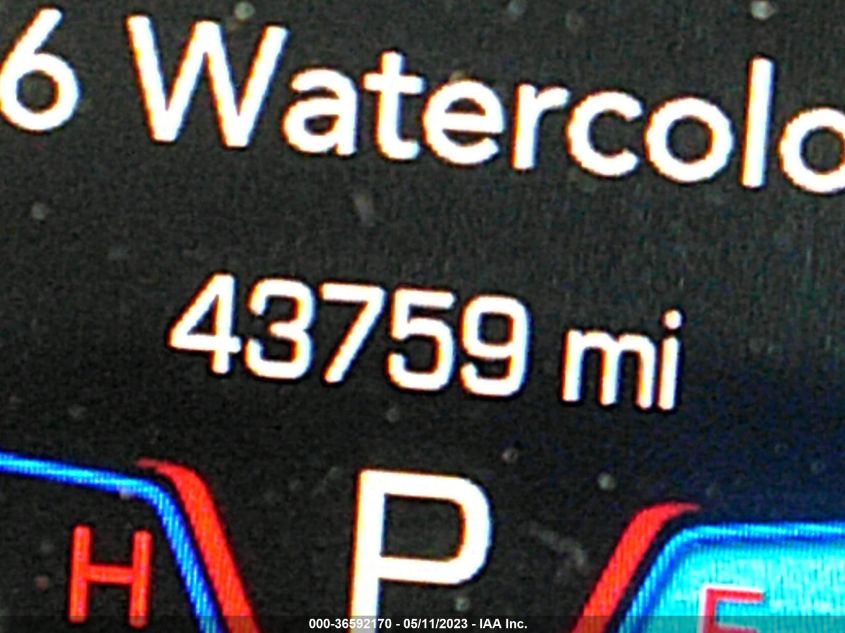 6 Watercolo
43759 mi
P
H
E
000-36592170 - 05/11/2023 - IAA Inc.